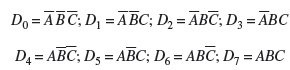 D₀ = A̅ B̅ C̅; D₁ = A̅ B̅C; D₂ = A̅BC̅; D₃ = A̅BC
D₄ = AB̅C̅; D₅ = AB̅C; D₆ = ABC̅; D₇ = ABC